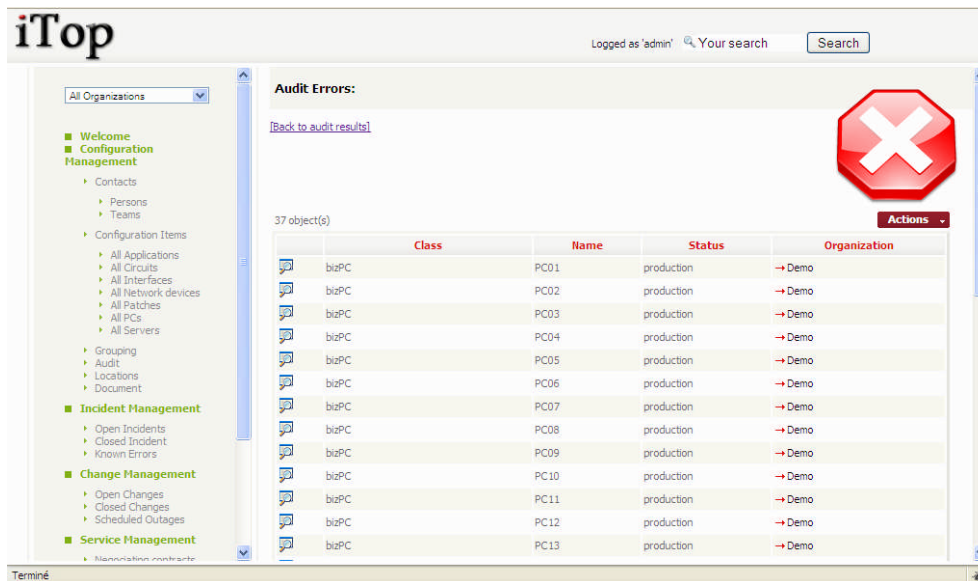 iTop
Logged as 'admin' Your search Search
All Organizations
Welcome
Configuration
Management
Contacts
Persons
Teams
Configuration Items
All Applications
All Circuits
All Interfaces
All Network devices
All Patches
All PCs
All Servers
Grouping
Audit
Locations
Document
Incident Management
Open Incidents
Closed Incident
Known Errors
Change Management
Open Changes
Closed Changes
Scheduled Outages
Service Management
Negotiating contracts
Audit Errors:
[Back to audit results]
37 object(s) Actions
Class Name Status Organization
bizPC PC01 production Demo
bizPC PC02 production Demo
bizPC PC03 production Demo
bizPC PC04 production Demo
bizPC PC05 production Demo
bizPC PC06 production Demo
bizPC PC07 production Demo
bizPC PC08 production Demo
bizPC PC09 production Demo
bizPC PC10 production Demo
bizPC PC11 production Demo
bizPC PC12 production Demo
bizPC PC13 production Demo
Terminé